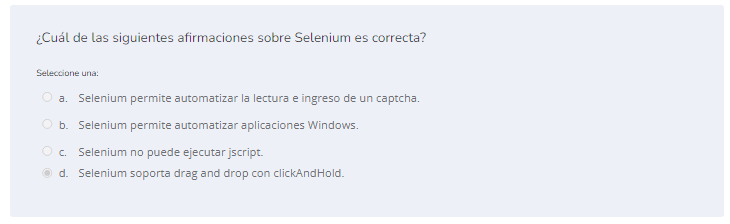 ¿Cuál de las siguientes afirmaciones sobre Selenium es correcta?
Seleccione una:
a. Selenium permite automatizar la lectura e ingreso de un captcha.
b. Selenium permite automatizar aplicaciones Windows.
c. Selenium no puede ejecutar jscript.
d. Selenium soporta drag and drop con clickAndHold.